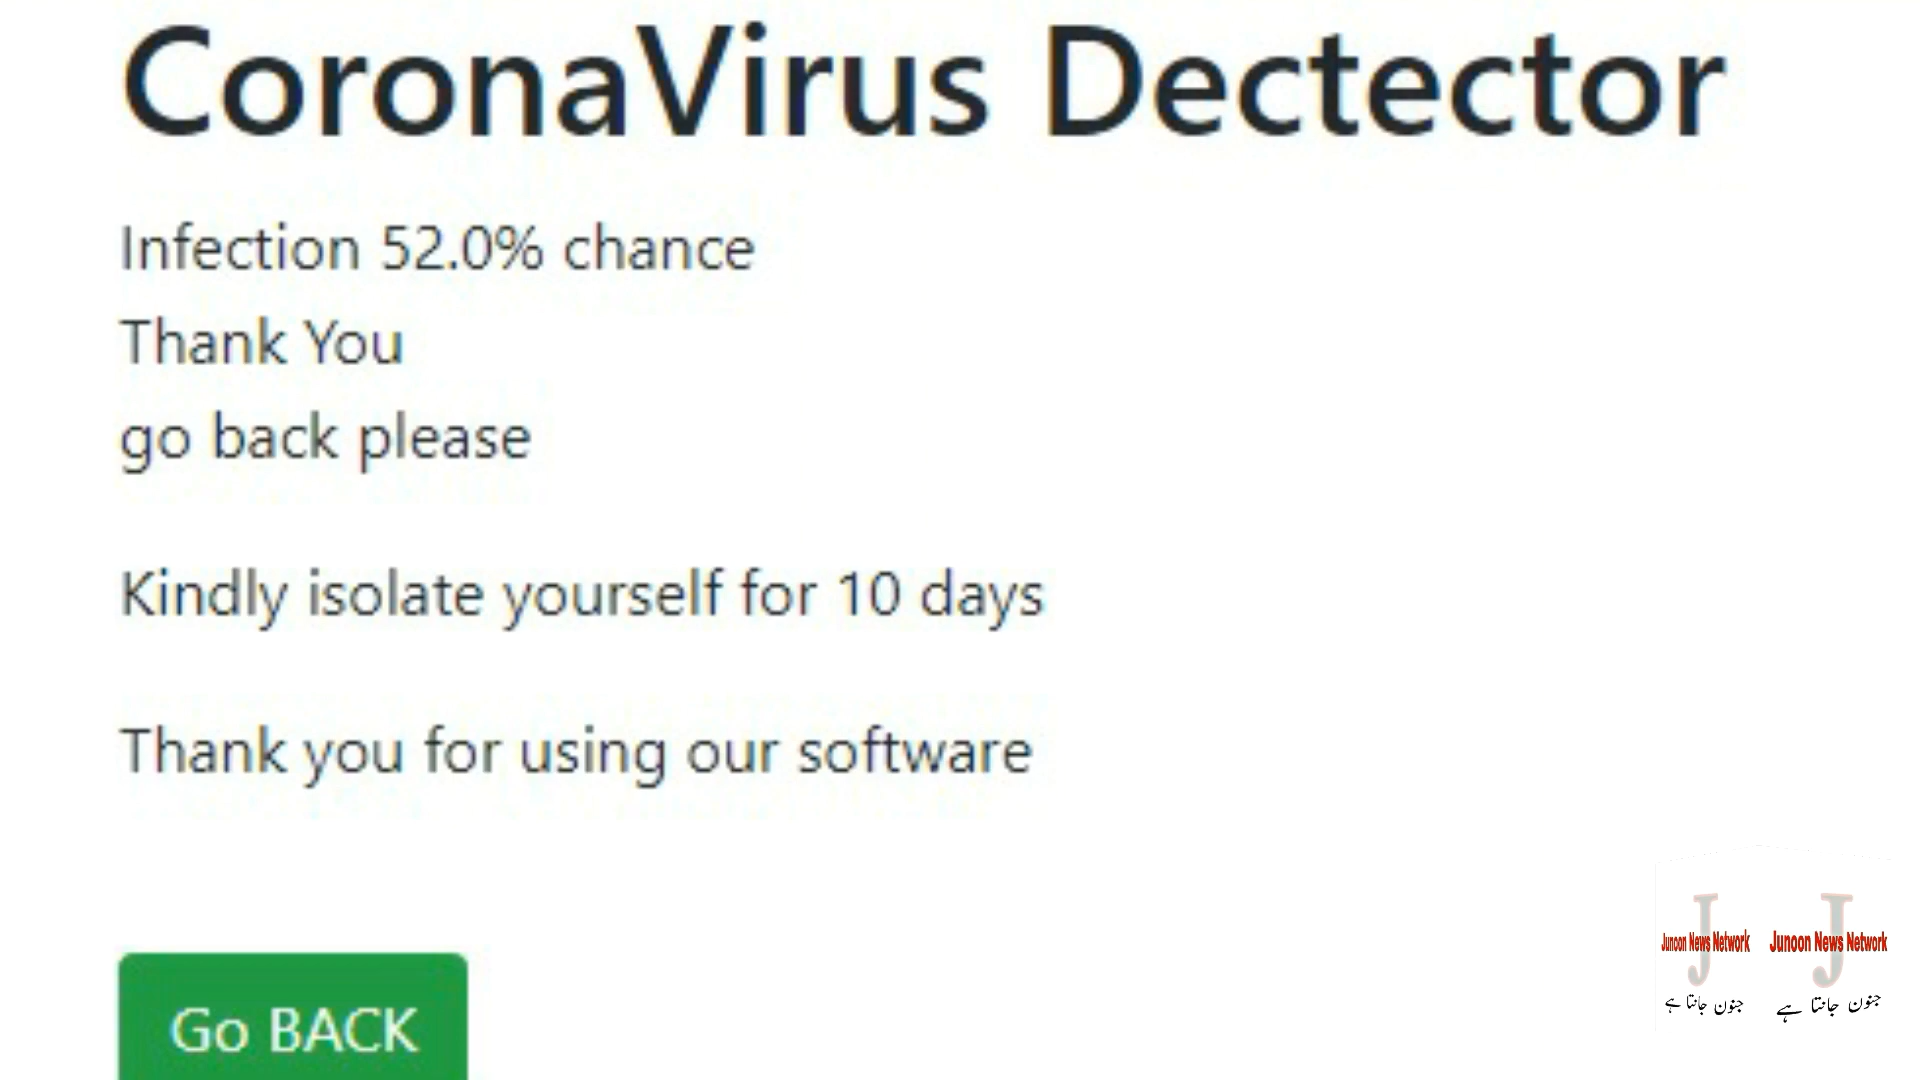 CoronaVirus Dectector
Infection 52.0% chance
Thank You
go back please
Kindly isolate yourself for 10 days
Thank you for using our software
Go BACK
J J
Junoon News Network Junoon News Network
جنون جانتا ہے جنون جانتا ہے